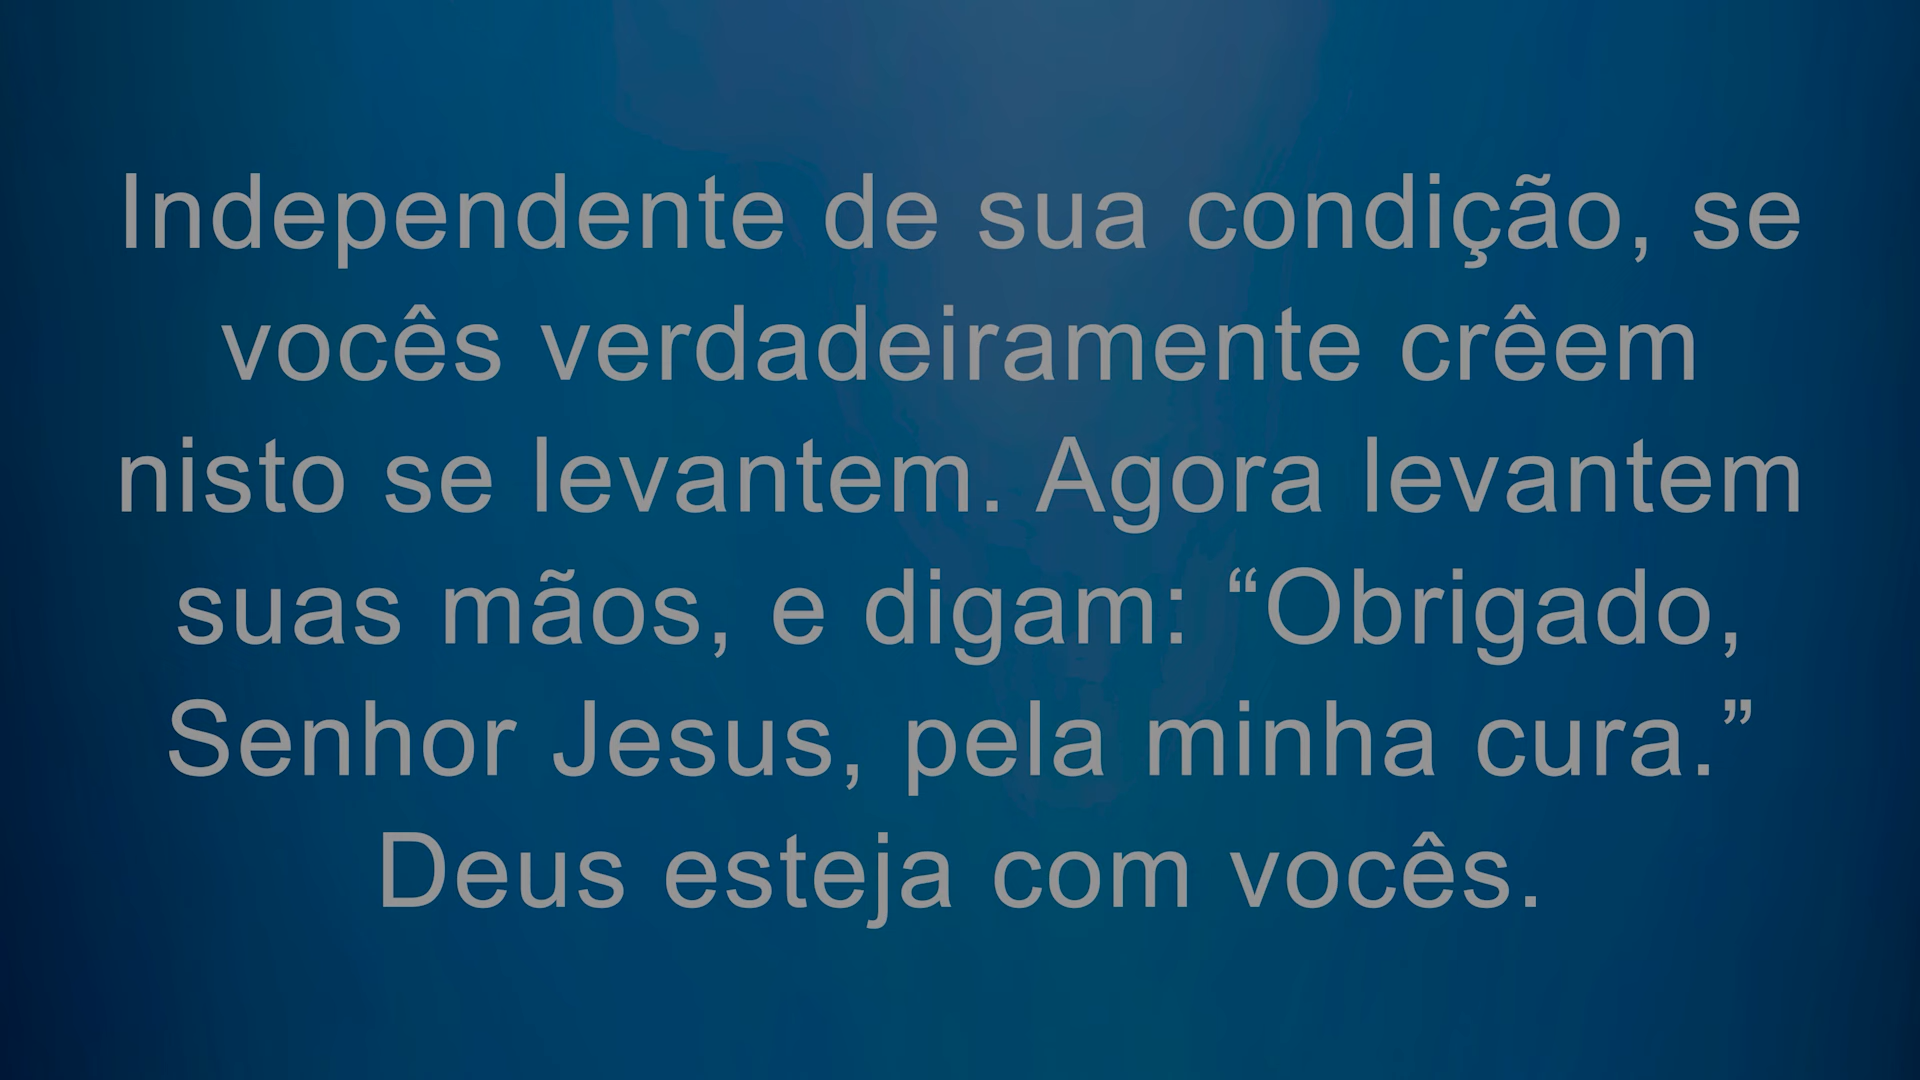 Independente de sua condição, se
vocês verdadeiramente crêem
nisto se levantem. Agora levantem
suas mãos, e digam: “Obrigado,
Senhor Jesus, pela minha cura.”
Deus esteja com vocês.